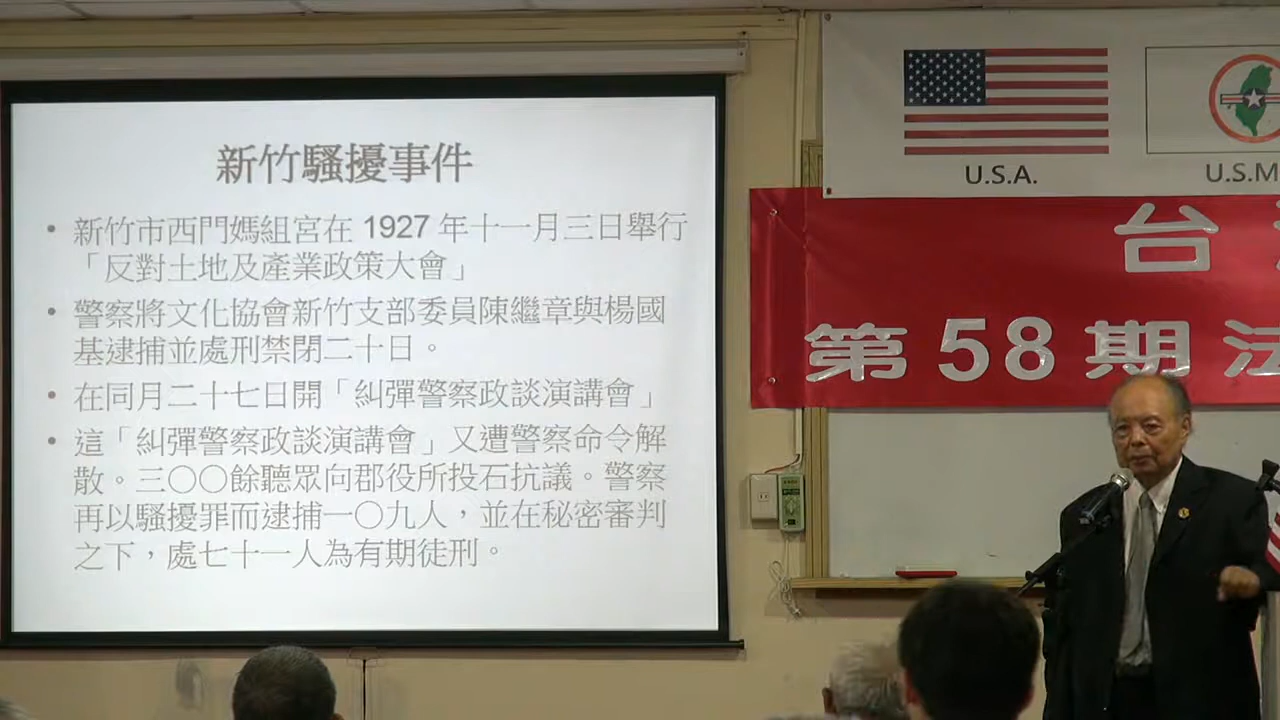 新竹騷擾事件
• 新竹市西門媽組宮在 1927 年十一月三日舉行
「反對土地及產業政策大會」
• 警察將文化協會新竹支部委員陳繼章與楊國
基逮捕並處刑禁閉二十日。
• 在同月二十七日開「糾彈警察政談演講會」
• 這「糾彈警察政談演講會」又遭警察命令解
散。三〇〇餘聽眾向郡役所投石抗議。警察
再以騷擾罪而逮捕一〇九人，並在秘密審判
之下，處七十一人為有期徒刑。
U.S.A.
U.S.M
台
第 58 期 法